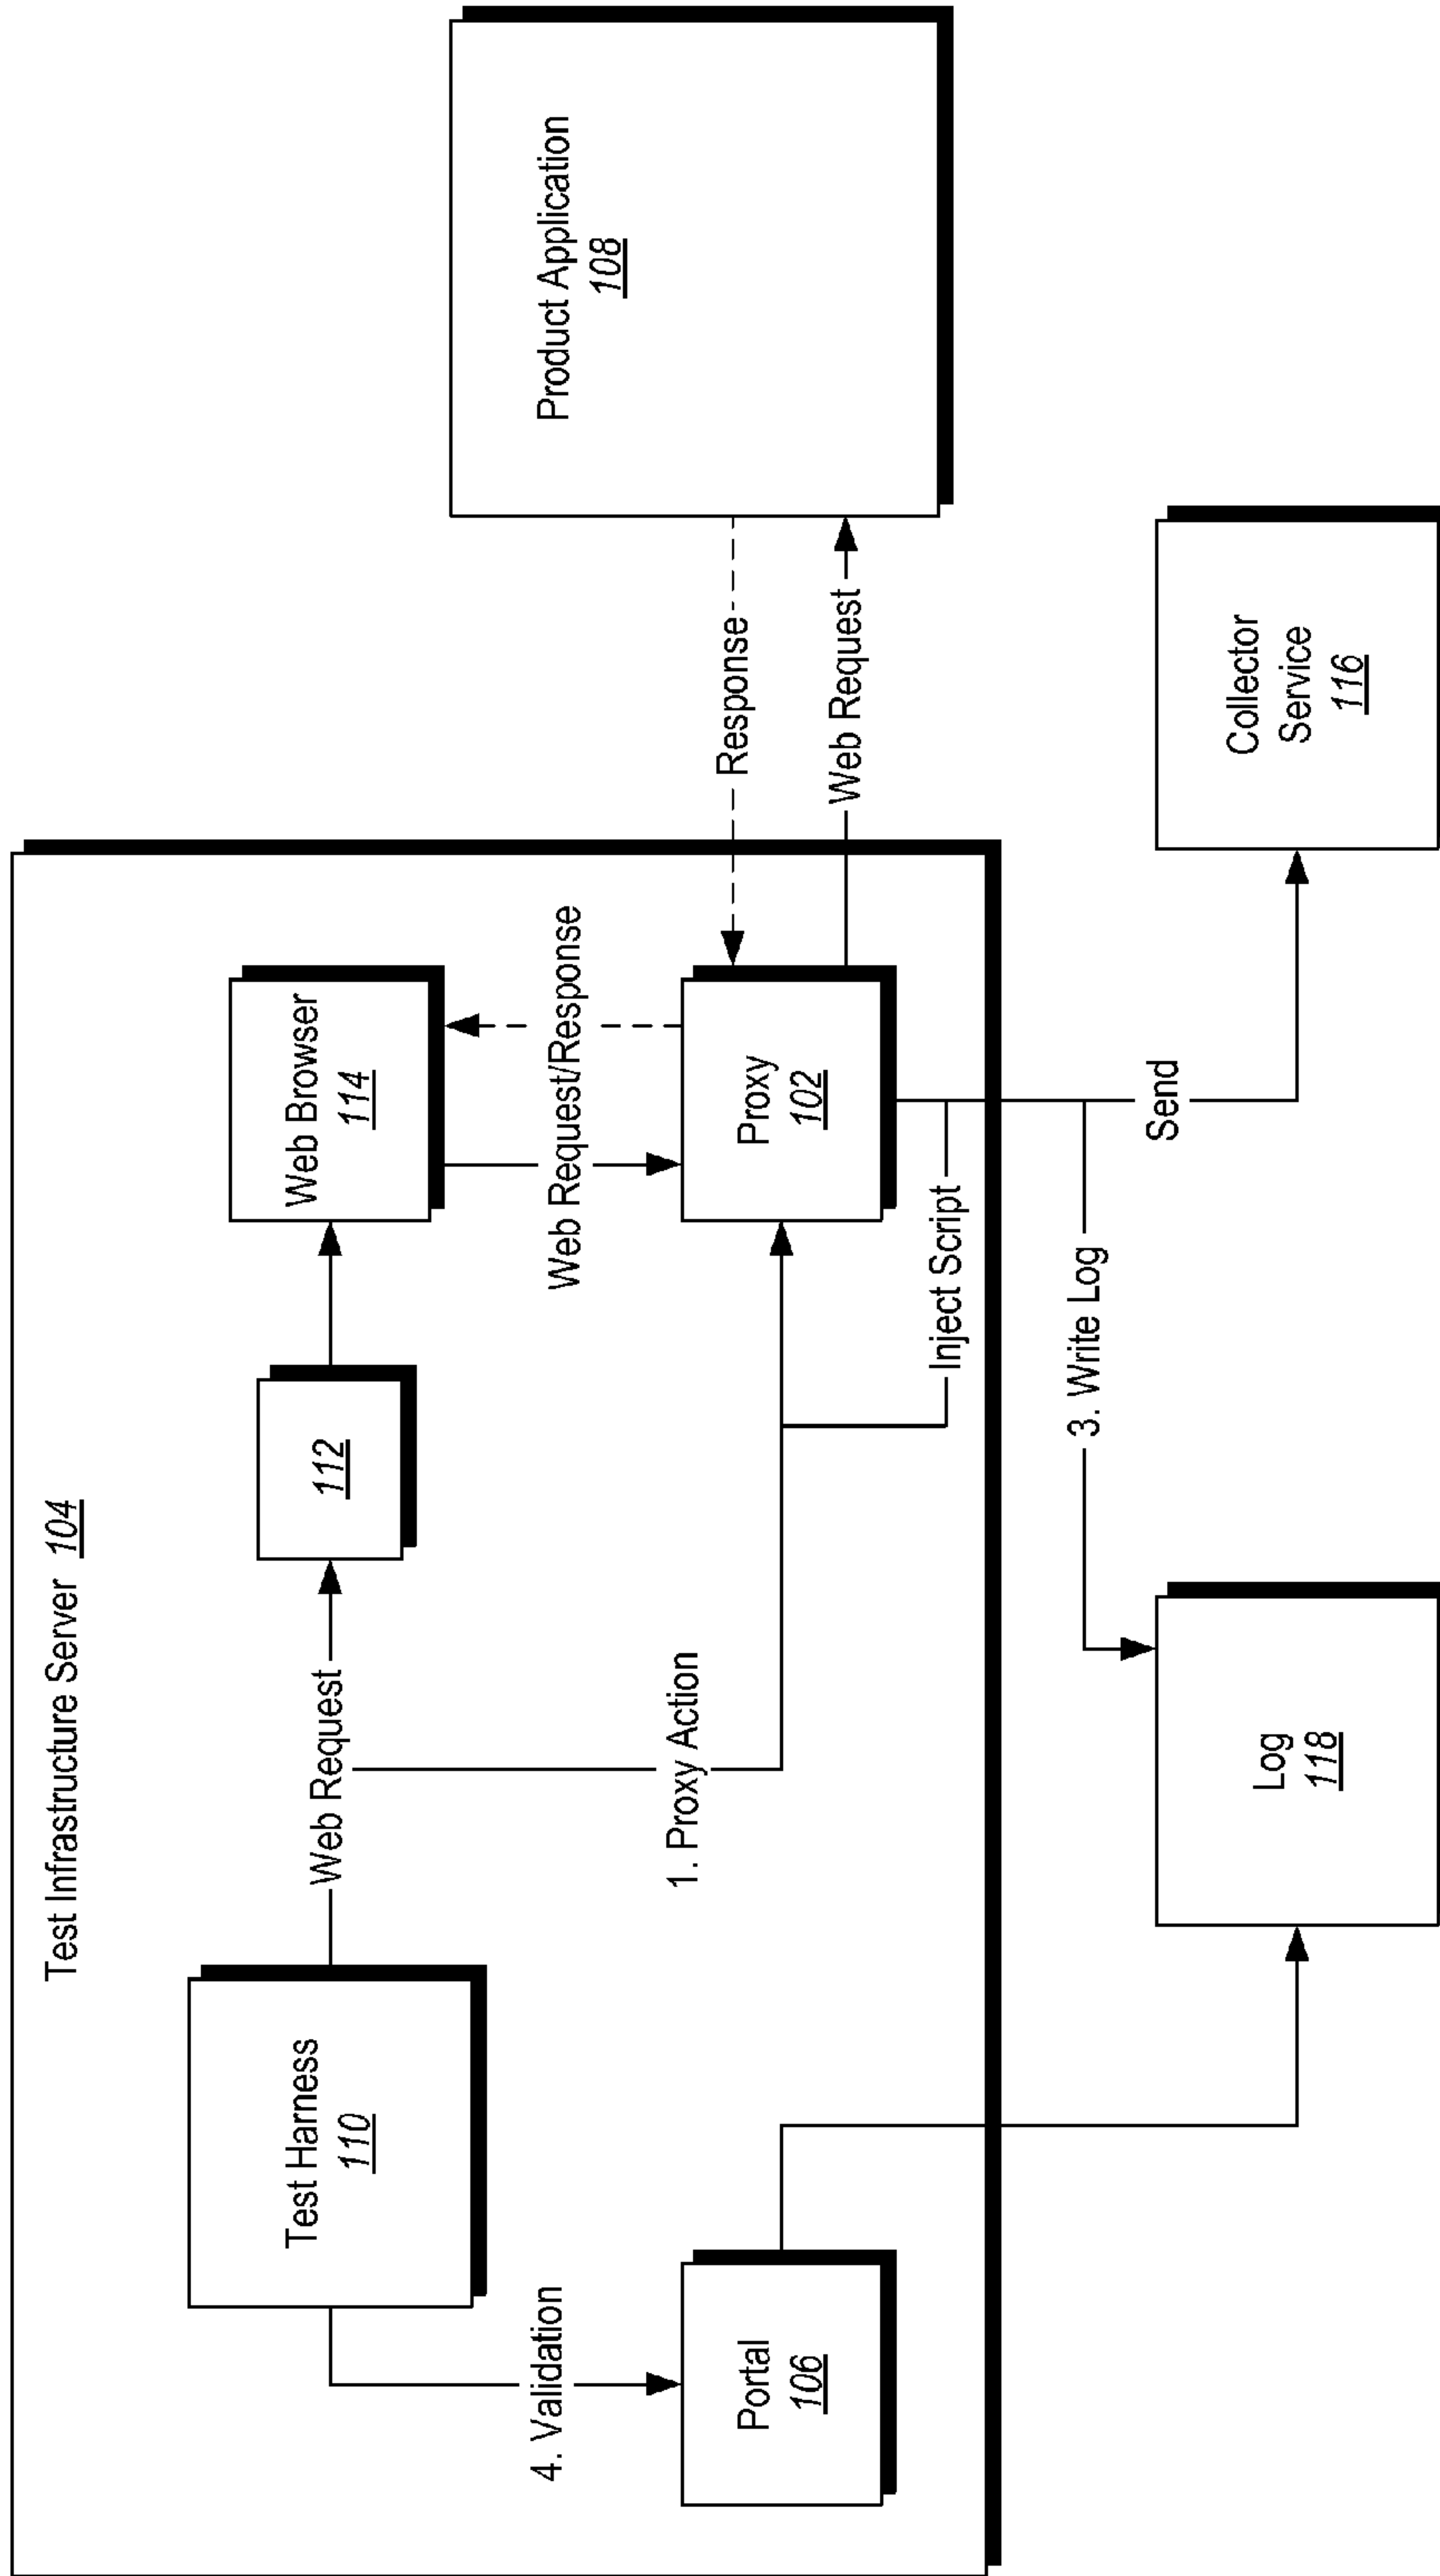 Test Infrastructure Server 104
Test Harness
110
Web Request
112
Web Browser
114
Product Application
108
4. Validation
1. Proxy Action
Web Request/Response
Response
Web Request
Portal
106
Proxy
102
Inject Script
3. Write Log
Send
Log
118
Collector
Service
116